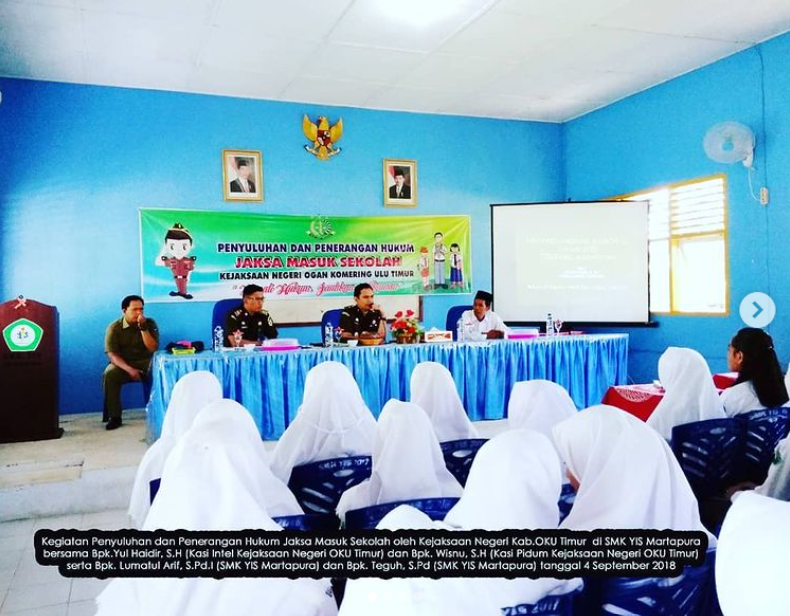 PENYULUHAN DAN PENERANGAN HUKUM
JAKSA MASUK SEKOLAH
KEJAKSAAN NEGERI OGAN KOMERING ULU TIMUR
Hukum,
Kegiatan Penyuluhan dan Penerangan Hukum Jaksa Masuk Sekolah oleh Kejaksaan Negeri Kab.OKU Timur di SMK YIS Martapura
bersama Bpk.Yul Haidir, S.H (Kasi Intel Kejaksaan Negeri OKU Timur) dan Bpk. Wisnu, S.H (Kasi Pidum Kejaksaan Negeri OKU Timur)
serta Bpk. Lumatul Arif, S.Pd.I (SMK YIS Martapura) dan Bpk. Teguh, S.Pd (SMK YIS Martapura) tanggal 4 September 2018